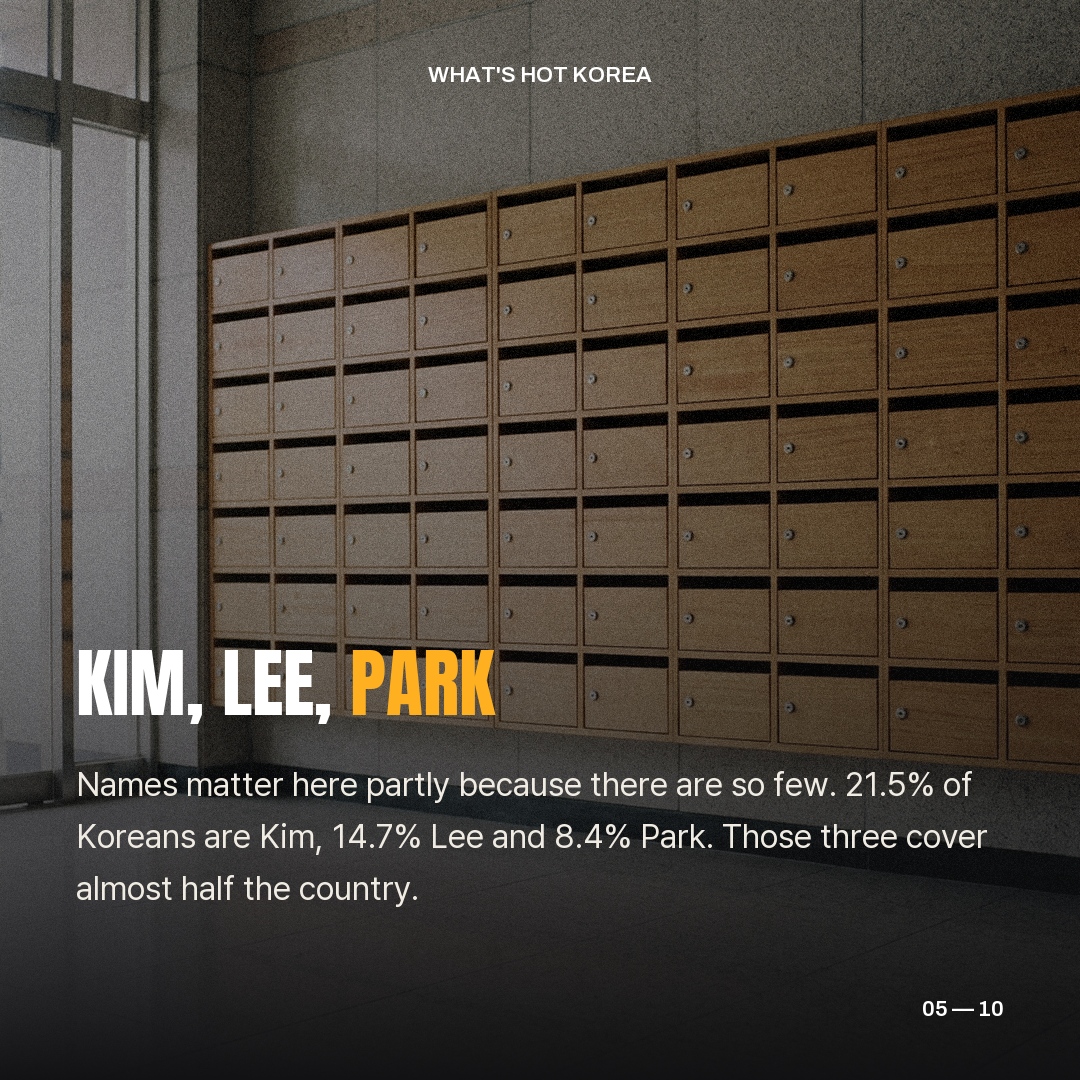 WHAT'S HOT KOREA
KIM, LEE, PARK
Names matter here partly because there are so few. 21.5% of
Koreans are Kim, 14.7% Lee and 8.4% Park. Those three cover
almost half the country.
05 — 10